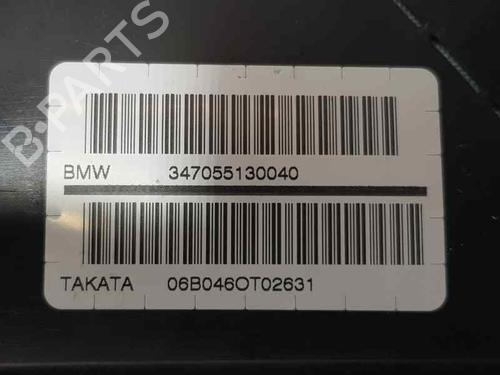 B-PARTS
BMW 347055130040
TAKATA 06B046OT02631